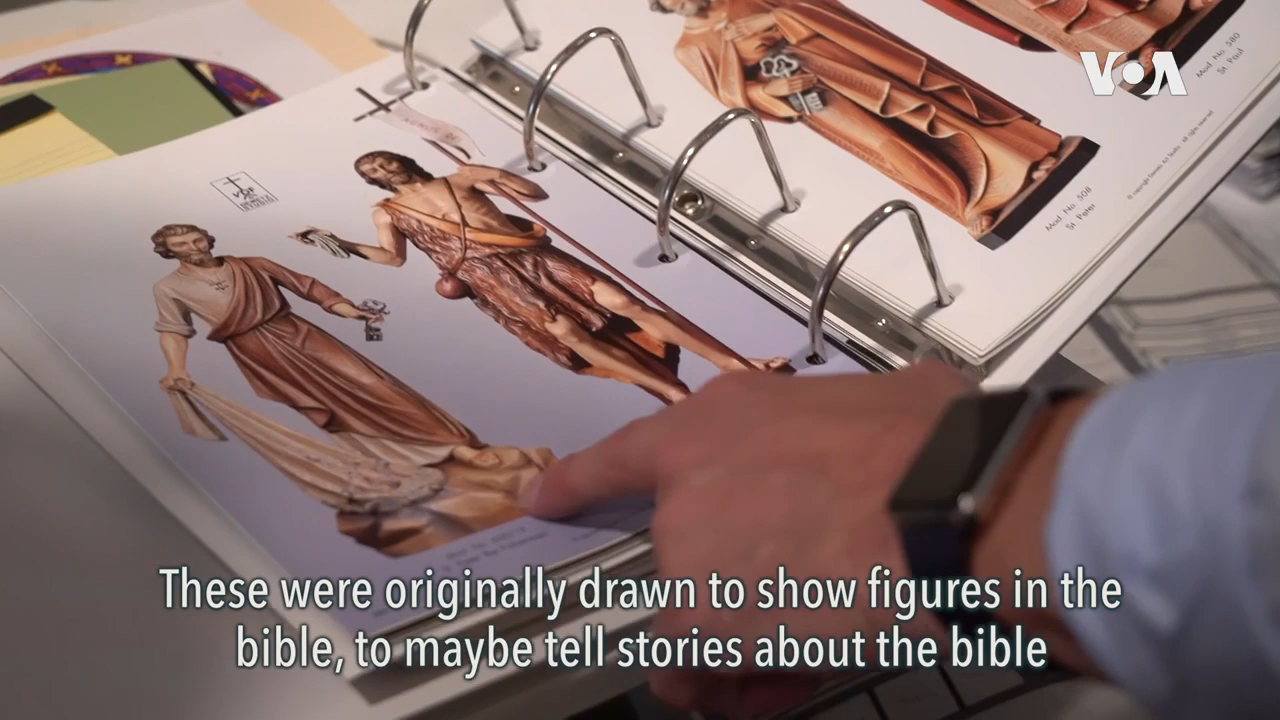 VOA
Mod. No. 580
St. Paul
Mod. No. 508
St. Peter
These were originally drawn to show figures in the
bible, to maybe tell stories about the bible